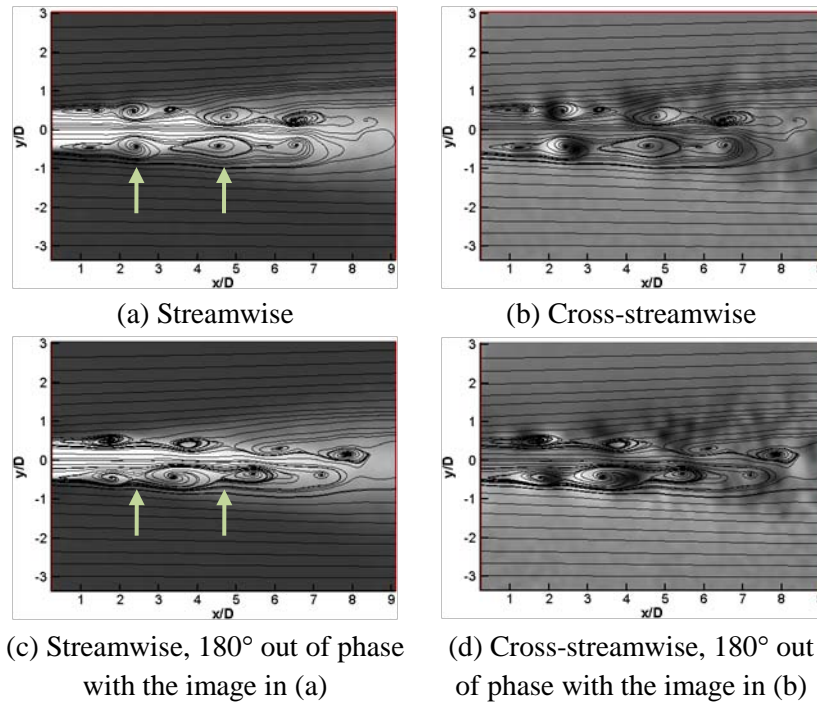 3
2
1
0
-1
-2
-3
y/D
1 2 3 4 5 6 7 8 9
x/D
(a) Streamwise
3
2
1
0
-1
-2
-3
y/D
1 2 3 4 5 6 7 8
x/D
(b) Cross-streamwise
3
2
1
0
-1
-2
-3
y/D
1 2 3 4 5 6 7 8 9
x/D
(c) Streamwise, 180° out of phase
with the image in (a)
3
2
1
0
-1
-2
-3
y/D
1 2 3 4 5 6 7 8
x/D
(d) Cross-streamwise, 180° out
of phase with the image in (b)